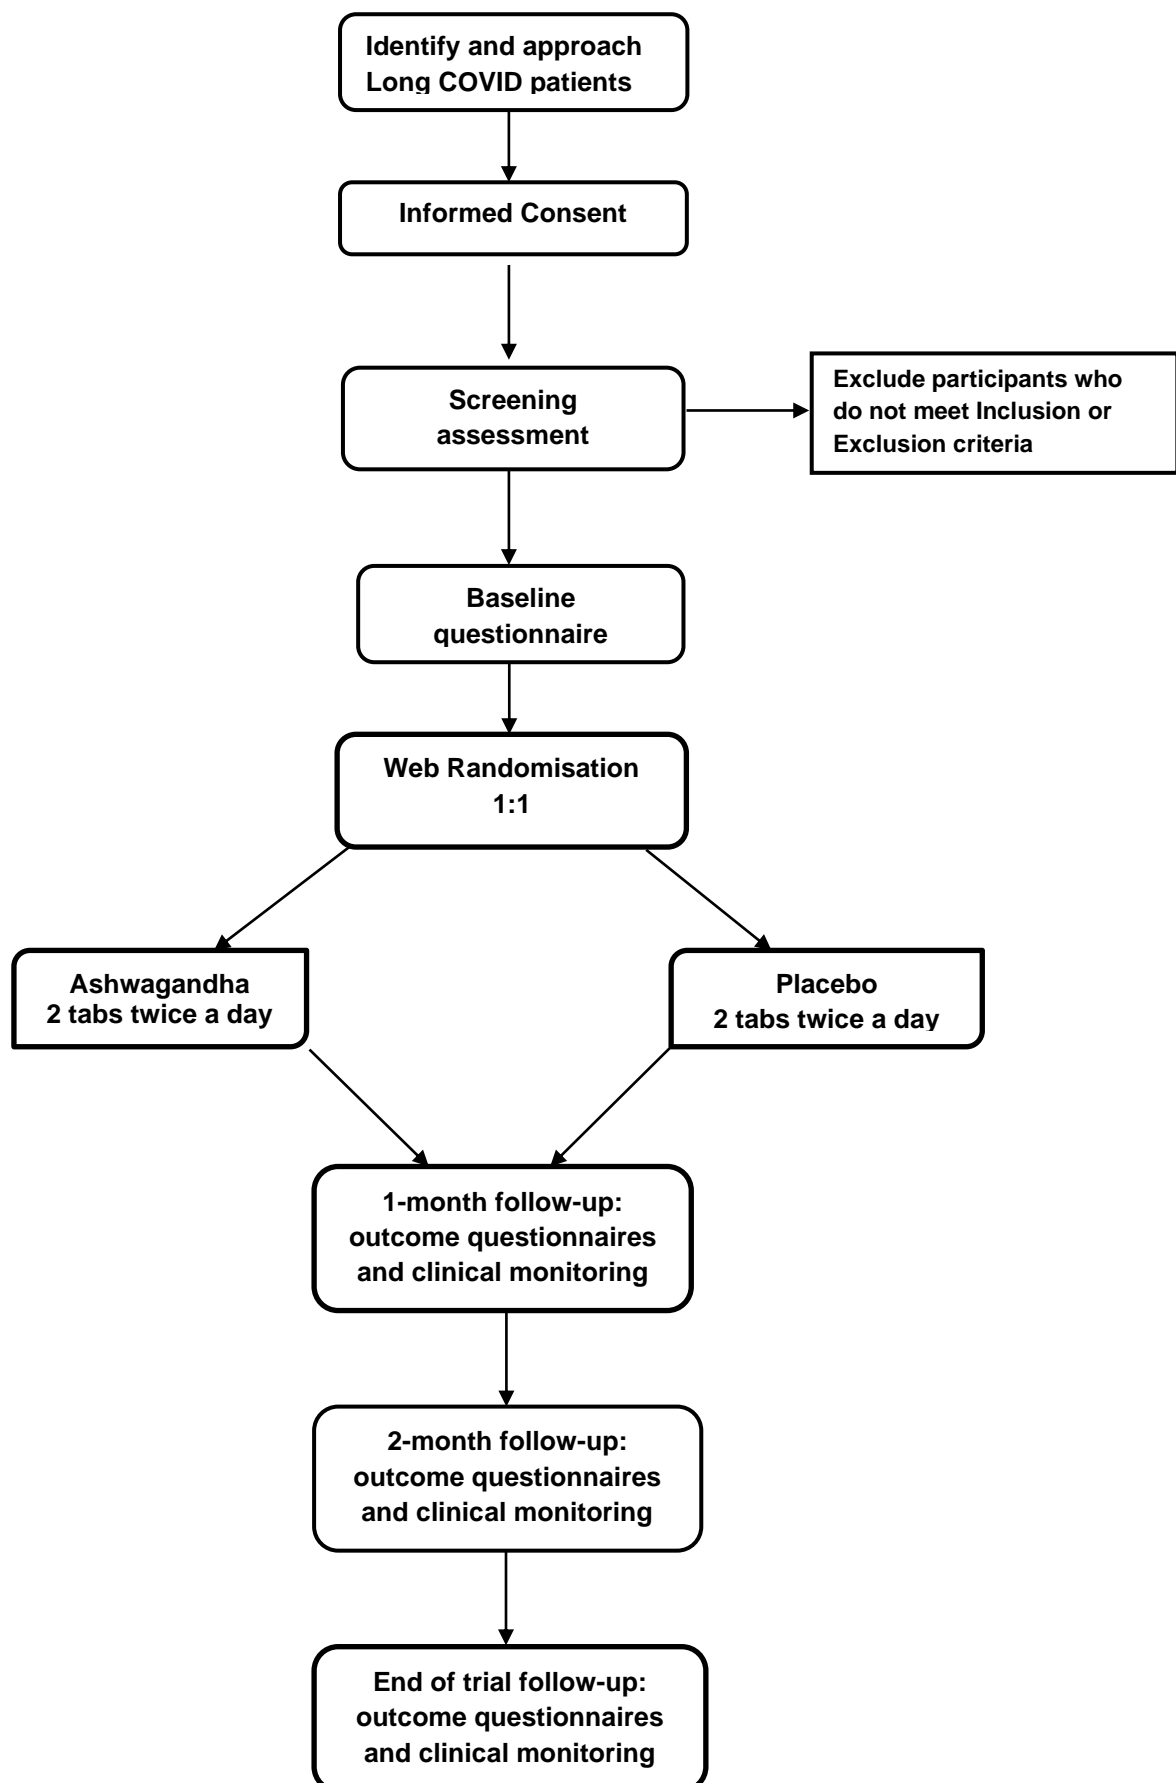 Identify and approach
Long COVID patients
Informed Consent
Screening
assessment
Exclude participants who
do not meet Inclusion or
Exclusion criteria
Baseline
questionnaire
Web Randomisation
1:1
Ashwagandha
2 tabs twice a day
Placebo
2 tabs twice a day
1-month follow-up:
outcome questionnaires
and clinical monitoring
2-month follow-up:
outcome questionnaires
and clinical monitoring
End of trial follow-up:
outcome questionnaires
and clinical monitoring